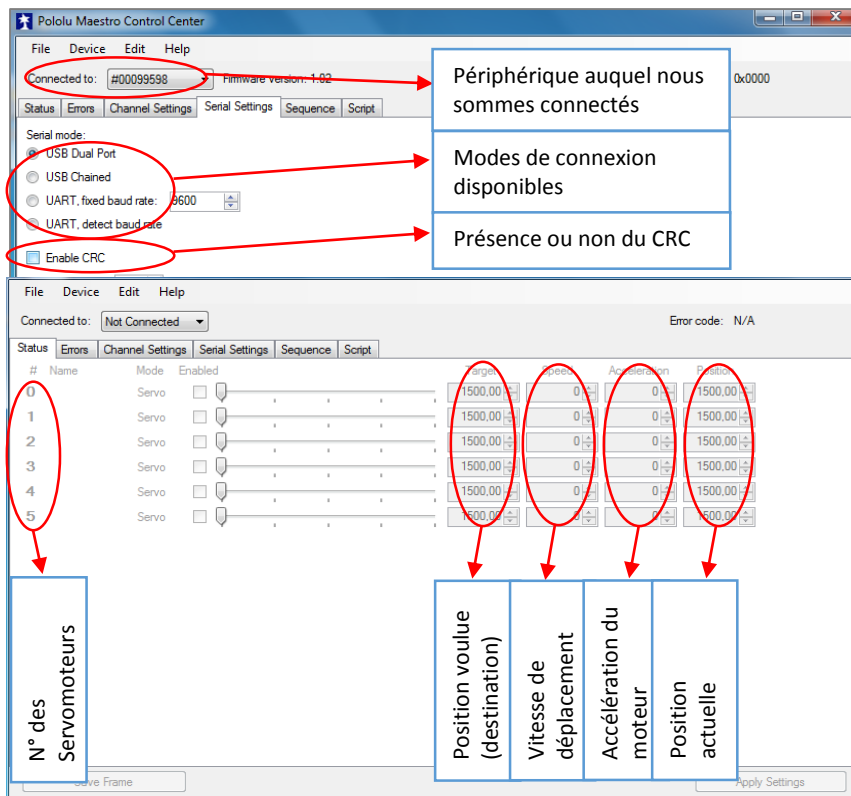 Pololu Maestro Control Center
File Device Edit Help
Connected to: #00099598 Firmware version: 1.02
Périphérique auquel nous
sommes connectés
0x0000
Status Errors Channel Settings Serial Settings Sequence Script
Serial mode:
USB Dual Port
USB Chained
UART, fixed baud rate: 9600
UART, detect baud rate
Enable CRC
Modes de connexion
disponibles
Présence ou non du CRC
File Device Edit Help
Connected to: Not Connected Error code: N/A
Status Errors Channel Settings Serial Settings Sequence Script
# Name Mode Enabled Target Speed Acceleration Position
0 Servo 1500,00 0 0 1500,00
1 Servo 1500,00 0 0 1500,00
2 Servo 1500,00 0 0 1500,00
3 Servo 1500,00 0 0 1500,00
4 Servo 1500,00 0 0 1500,00
5 Servo 1500,00 0 0 1500,00
N° des
Servomoteurs
Position voulue
(destination)
Vitesse de
déplacement
Accélération du
moteur
Position
actuelle
Save Frame Apply Settings